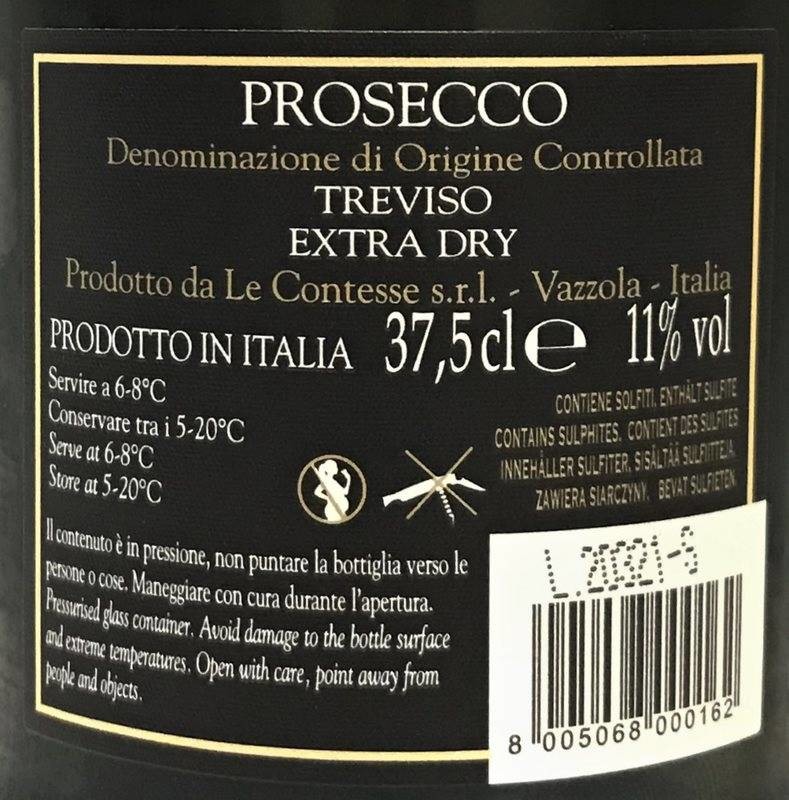 PROSECCO
Denominazione di Origine Controllata
TREVISO
EXTRA DRY
Prodotto da Le Contesse s.r.l. - Vazzola - Italia
PRODOTTO IN ITALIA 37,5 cl e 11% vol
Servire a 6-8°C
Conservare tra i 5-20°C
Serve at 6-8°C
Store at 5-20°C
CONTIENE SOLFITI. ENTHÄLT SULFITE
CONTAINS SULPHITES. CONTIENT DES SULFITES
INNEHÅLLER SULFITER. SISÄLTÄÄ SULFIITTEJA.
ZAWIERA SIARCZYNY. BEVAT SULFIETEN.
Il contenuto è in pressione, non puntare la bottiglia verso le
persone o cose. Maneggiare con cura durante l'apertura.
Pressurised glass container. Avoid damage to the bottle surface
and extreme temperatures. Open with care, point away from
people and objects.
8 005068 000162